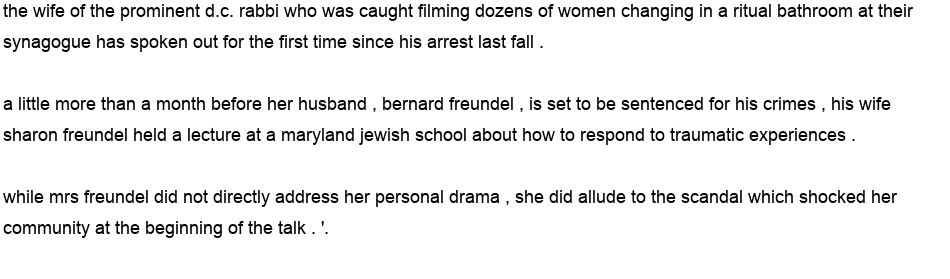 the wife of the prominent d.c. rabbi who was caught filming dozens of women changing in a ritual bathroom at their
synagogue has spoken out for the first time since his arrest last fall .
a little more than a month before her husband , bernard freundel , is set to be sentenced for his crimes , his wife
sharon freundel held a lecture at a maryland jewish school about how to respond to traumatic experiences .
while mrs freundel did not directly address her personal drama , she did allude to the scandal which shocked her
community at the beginning of the talk . '.